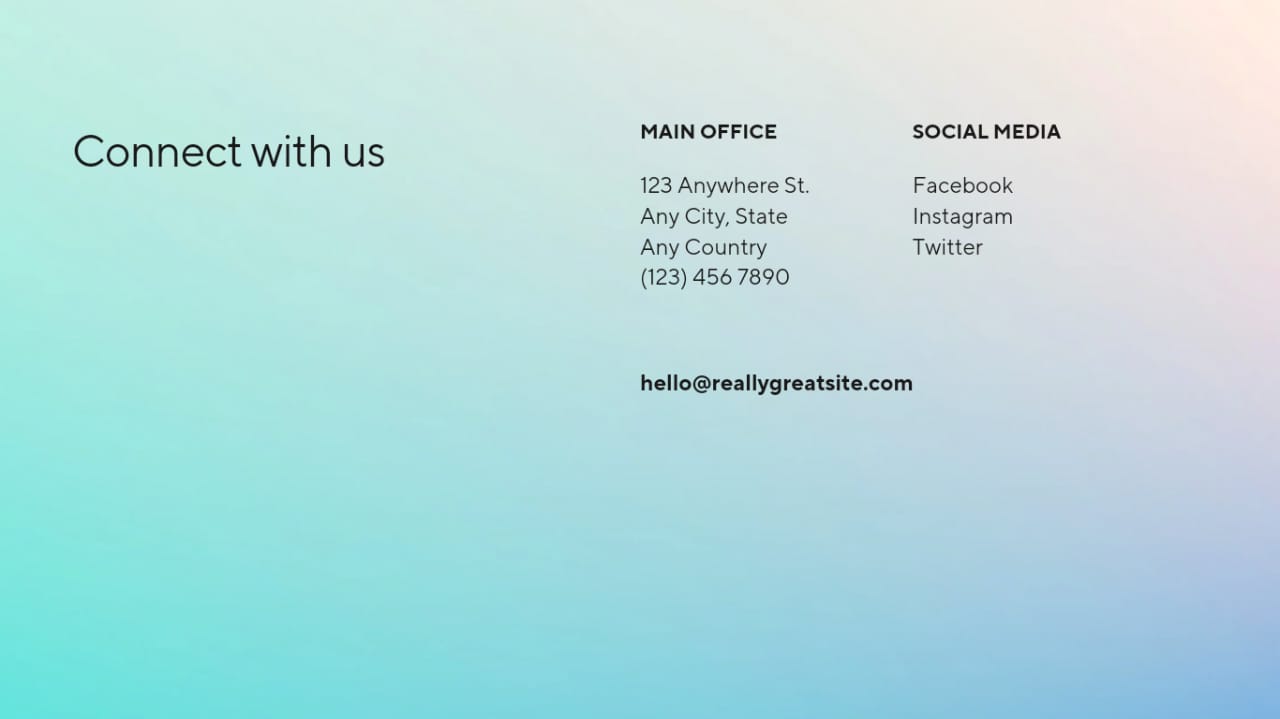 Connect with us
MAIN OFFICE
123 Anywhere St.
Any City, State
Any Country
(123) 456 7890
SOCIAL MEDIA
Facebook
Instagram
Twitter
hello@reallygreatsite.com